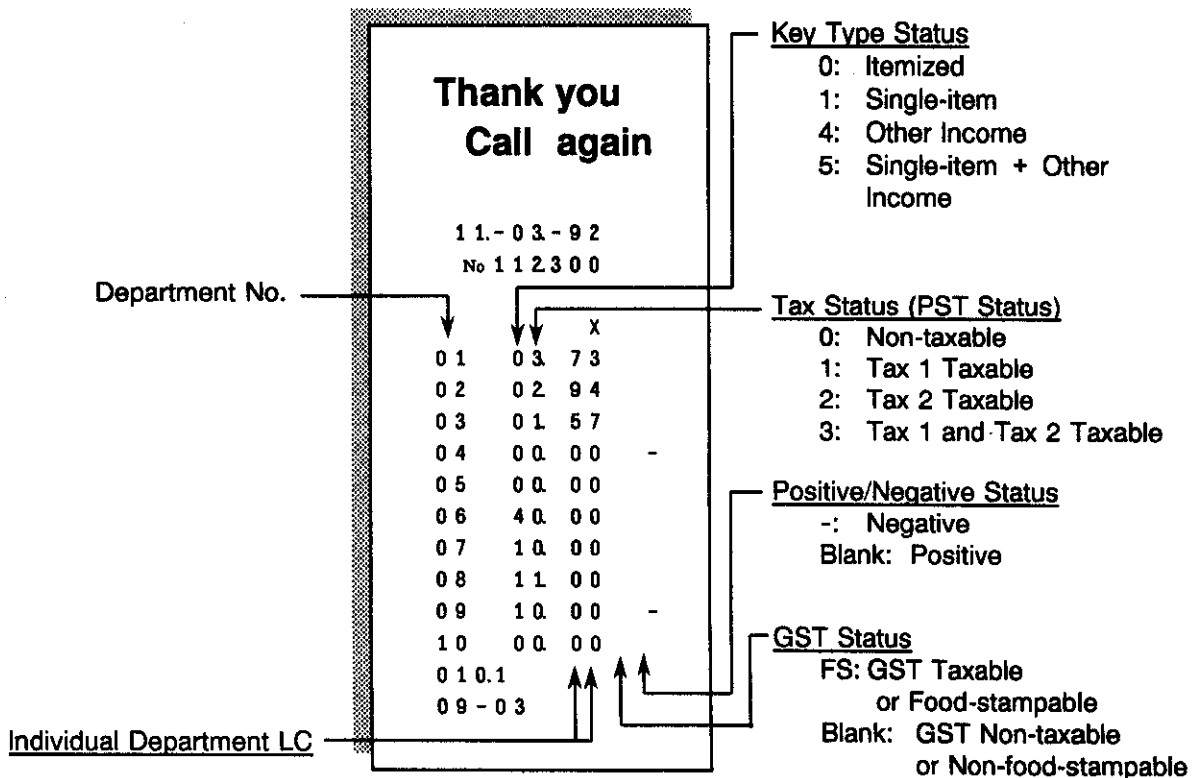 Thank you
Call again
11.-03.-92
No 112.300
X
01 03. 73
02 02. 94
03 01. 57
04 00. 00 -
05 00. 00
06 40. 00
07 10. 00
08 11. 00
09 10. 00 -
10 00. 00
010.1
09-03
Department No.
Individual Department LC
Key Type Status
0: Itemized
1: Single-item
4: Other Income
5: Single-item + Other
Income
Tax Status (PST Status)
0: Non-taxable
1: Tax 1 Taxable
2: Tax 2 Taxable
3: Tax 1 and Tax 2 Taxable
Positive/Negative Status
-: Negative
Blank: Positive
GST Status
FS: GST Taxable
or Food-stampable
Blank: GST Non-taxable
or Non-food-stampable